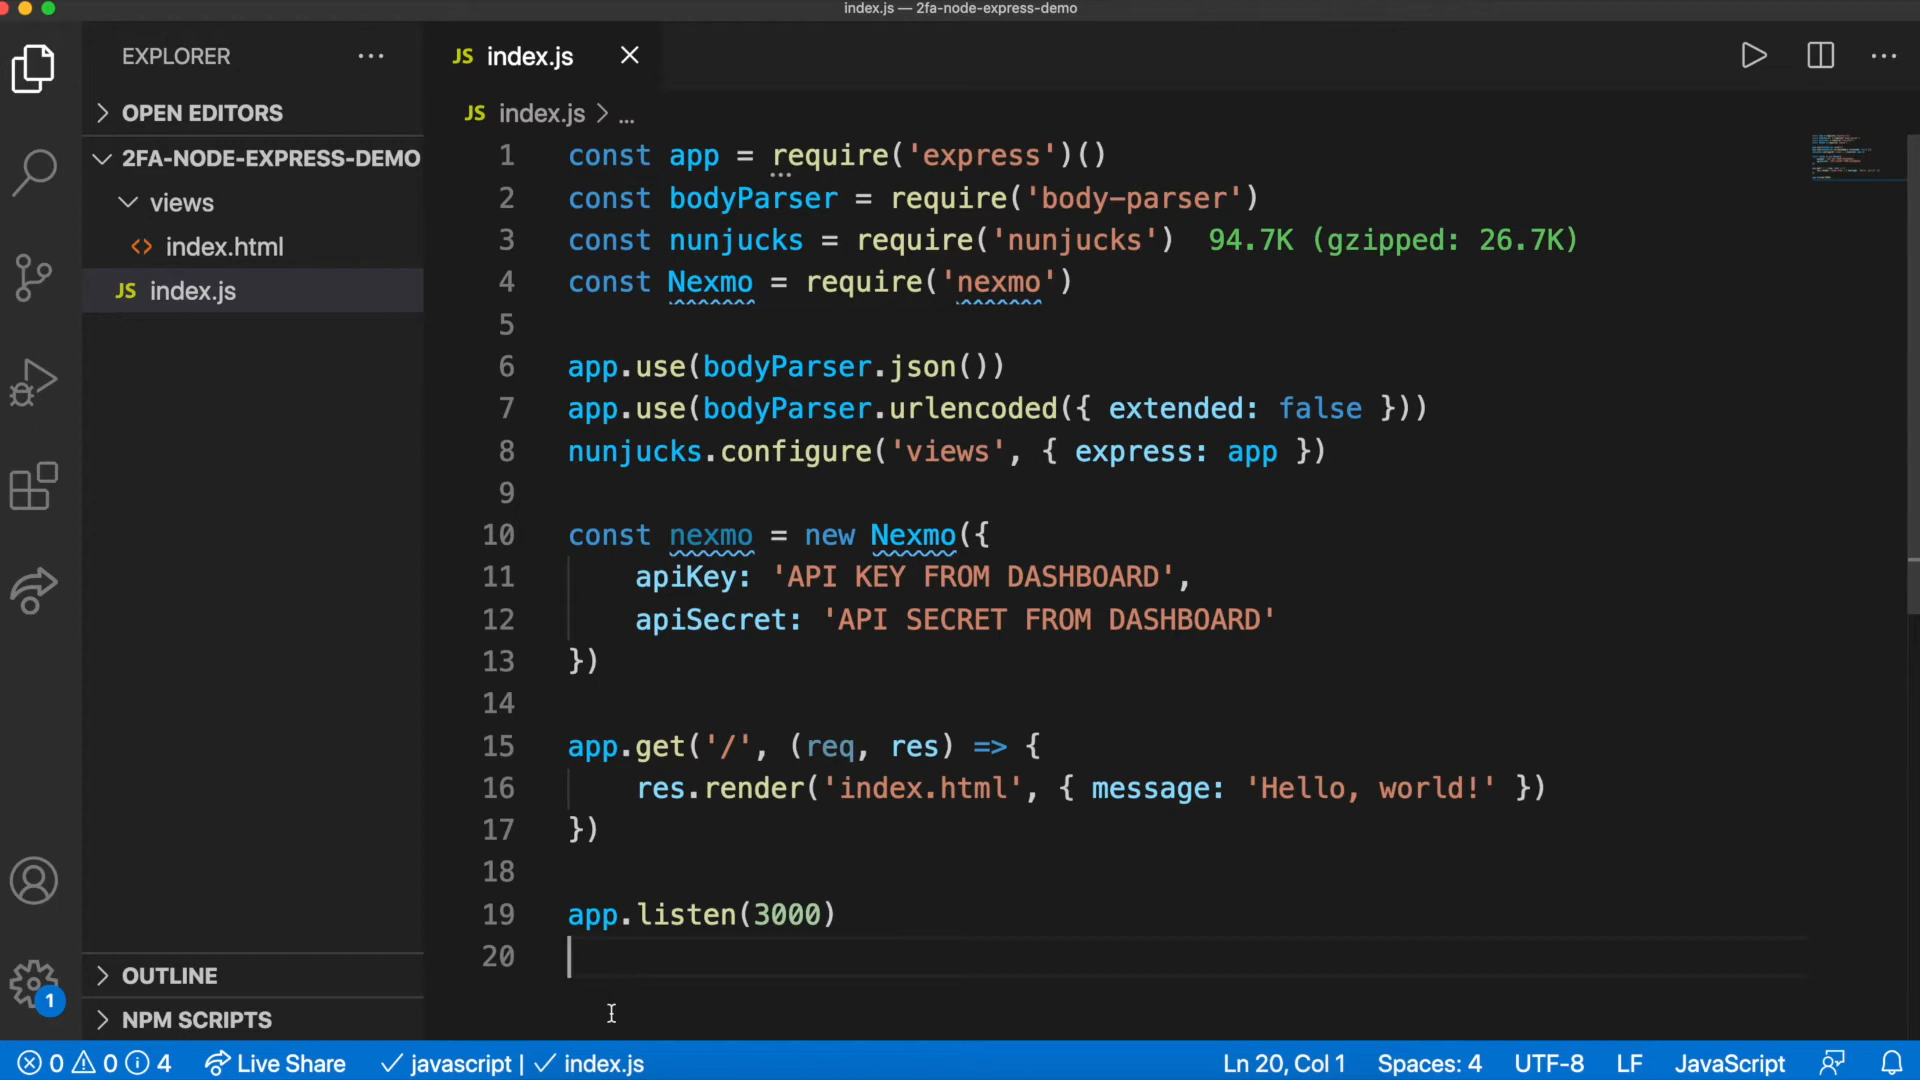 index.js — 2fa-node-express-demo
EXPLORER
OPEN EDITORS
2FA-NODE-EXPRESS-DEMO
views
<> index.html
JS index.js
OUTLINE
NPM SCRIPTS
1
JS index.js
JS index.js > ...
1 const app = require('express')()
2 const bodyParser = require('body-parser')
3 const nunjucks = require('nunjucks') 94.7K (gzipped: 26.7K)
4 const Nexmo = require('nexmo')
5
6 app.use(bodyParser.json())
7 app.use(bodyParser.urlencoded({ extended: false }))
8 nunjucks.configure('views', { express: app })
9
10 const nexmo = new Nexmo({
11     apiKey: 'API KEY FROM DASHBOARD',
12     apiSecret: 'API SECRET FROM DASHBOARD'
13 })
14
15 app.get('/', (req, res) => {
16     res.render('index.html', { message: 'Hello, world!' })
17 })
18
19 app.listen(3000)
20
0 0 4 Live Share javascript | index.js Ln 20, Col 1 Spaces: 4 UTF-8 LF JavaScript